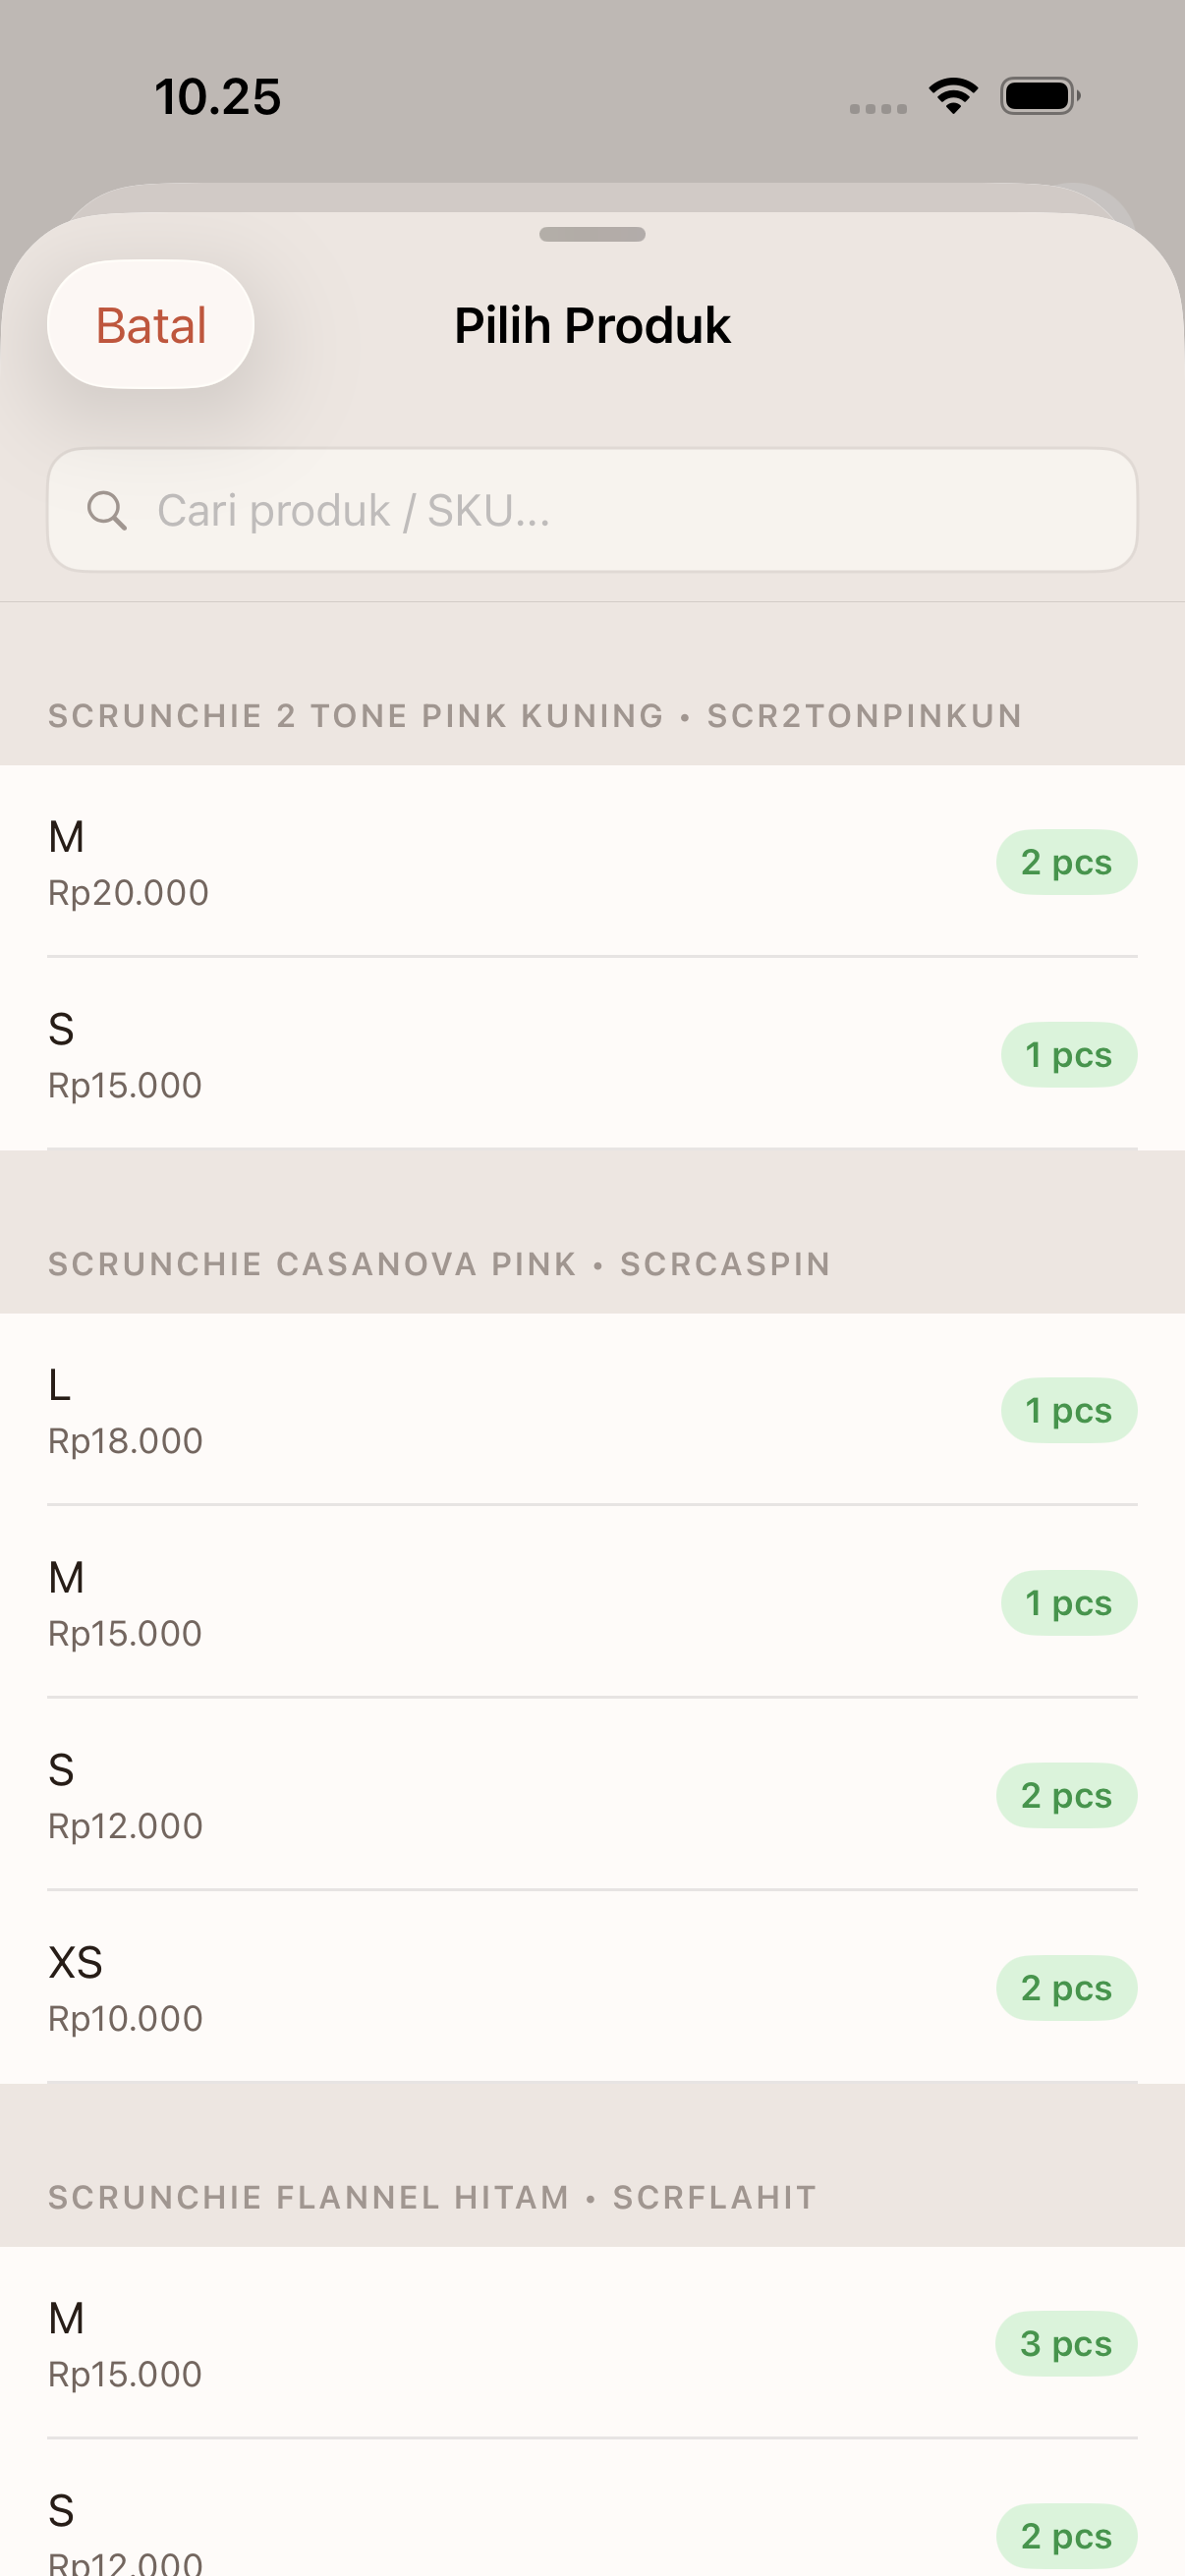 10.25
Batal
Pilih Produk
Cari produk / SKU...
SCRUNCHIE 2 TONE PINK KUNING • SCR2TONPINKUN
M
2 pcs
Rp20.000
S
1 pcs
Rp15.000
SCRUNCHIE CASANOVA PINK • SCRCASPIN
L
1 pcs
Rp18.000
M
1 pcs
Rp15.000
S
2 pcs
Rp12.000
XS
2 pcs
Rp10.000
SCRUNCHIE FLANNEL HITAM • SCRFLAHIT
M
3 pcs
Rp15.000
S
2 pcs
Rp12.000